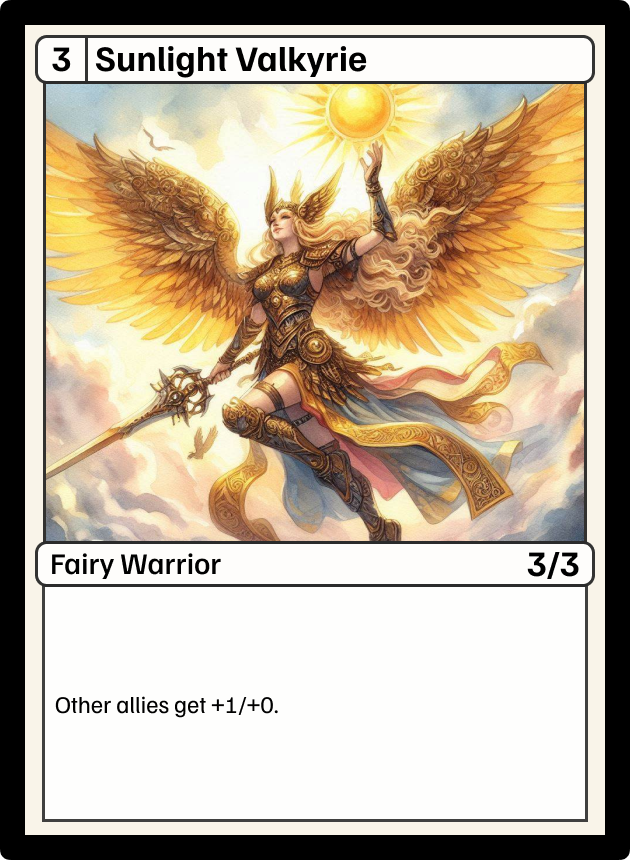 3 Sunlight Valkyrie
Fairy Warrior 3/3
Other allies get +1/+0.